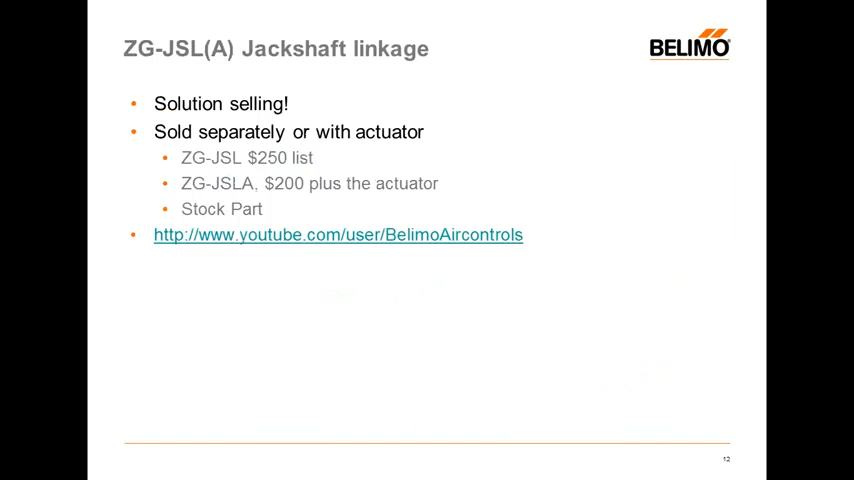 ZG-JSL(A) Jackshaft linkage
BELIMO®
• Solution selling!
• Sold separately or with actuator
• ZG-JSL $250 list
• ZG-JSLA, $200 plus the actuator
• Stock Part
• http://www.youtube.com/user/BelimoAircontrols
12